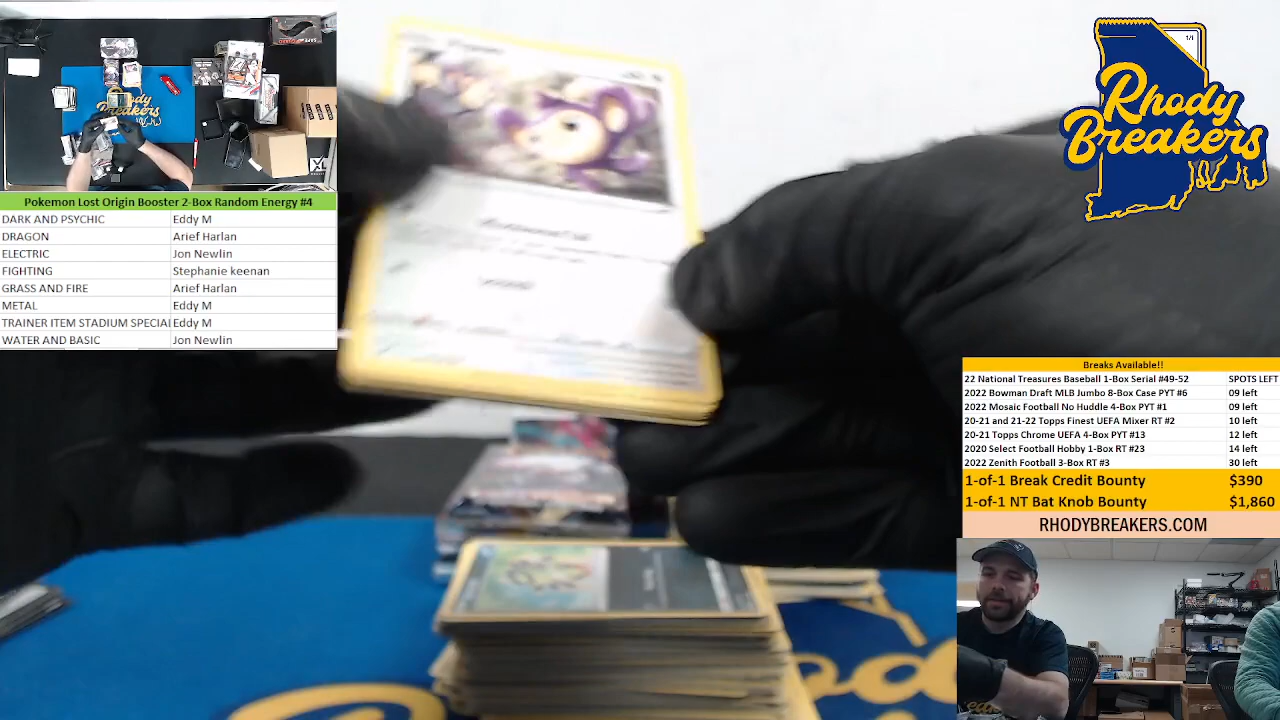 Pokemon Lost Origin Booster 2-Box Random Energy #4
DARK AND PSYCHIC Eddy M
DRAGON Arief Harlan
ELECTRIC Jon Newlin
FIGHTING Stephanie keenan
GRASS AND FIRE Arief Harlan
METAL Eddy M
TRAINER ITEM STADIUM SPECIAL Eddy M
WATER AND BASIC Jon Newlin
1/1
Rhody
Breakers
Breaks Available!!
22 National Treasures Baseball 1-Box Serial #49-52 SPOTS LEFT
2022 Bowman Draft MLB Jumbo 8-Box Case PYT #6 09 left
2022 Mosaic Football No Huddle 4-Box PYT #1 09 left
20-21 and 21-22 Topps Finest UEFA Mixer RT #2 10 left
20-21 Topps Chrome UEFA 4-Box PYT #13 12 left
2020 Select Football Hobby 1-Box RT #23 14 left
2022 Zenith Football 3-Box RT #3 30 left
1-of-1 Break Credit Bounty $390
1-of-1 NT Bat Knob Bounty $1,860
RHODYBREAKERS.COM
Rhody
Breakers